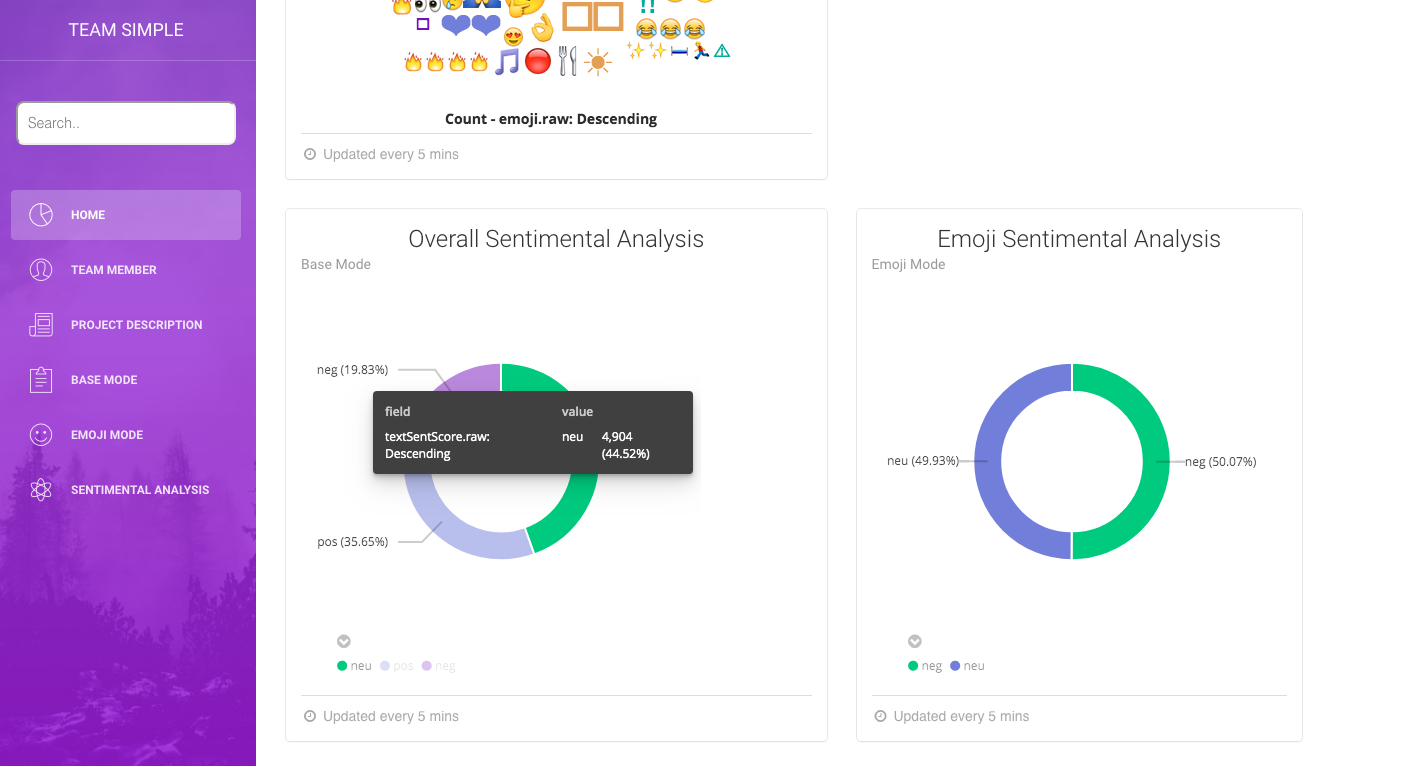 TEAM SIMPLE
Search..
HOME
TEAM MEMBER
PROJECT DESCRIPTION
BASE MODE
EMOJI MODE
SENTIMENTAL ANALYSIS
Count - emoji.raw: Descending
Updated every 5 mins
Overall Sentimental Analysis
Base Mode
neg (19.83%)
field value
textSentScore.raw: neu 4,904
Descending (44.52%)
pos (35.65%)
neu pos neg
Updated every 5 mins
Emoji Sentimental Analysis
Emoji Mode
neu (49.93%) neg (50.07%)
neg neu
Updated every 5 mins